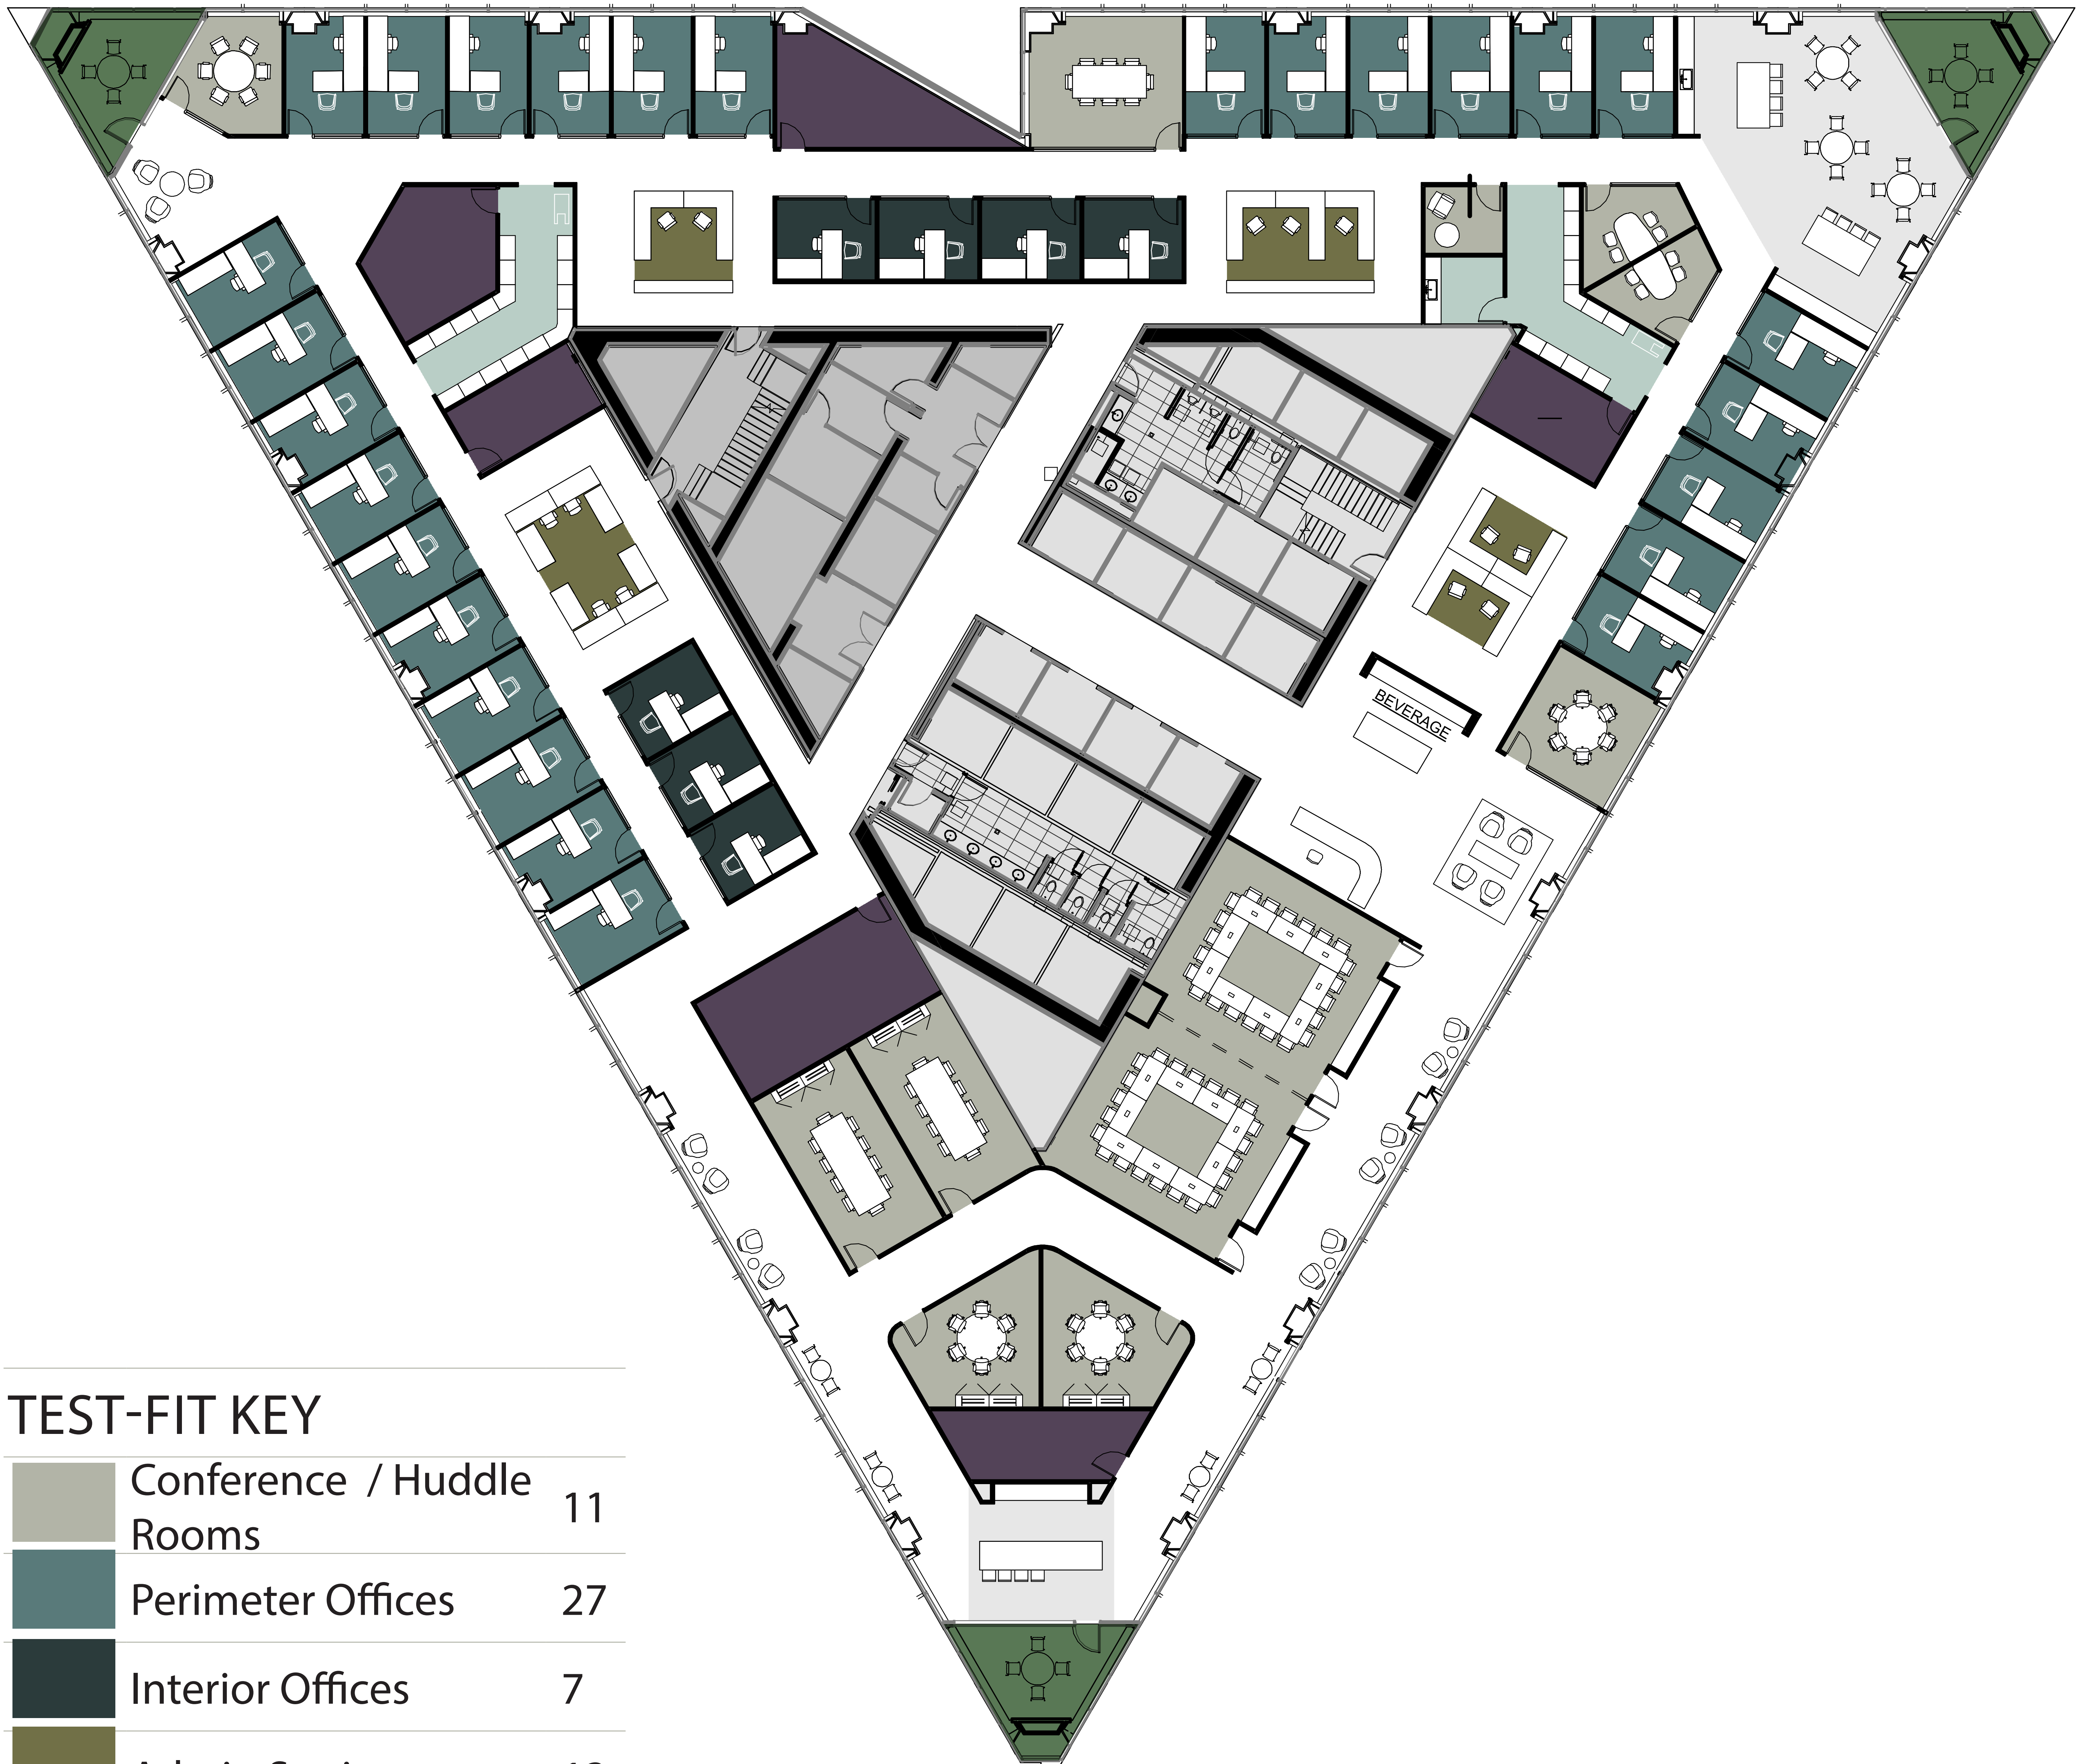 BEVERAGE
TEST-FIT KEY
Conference / Huddle
Rooms
11
Perimeter Offices 27
Interior Offices 7